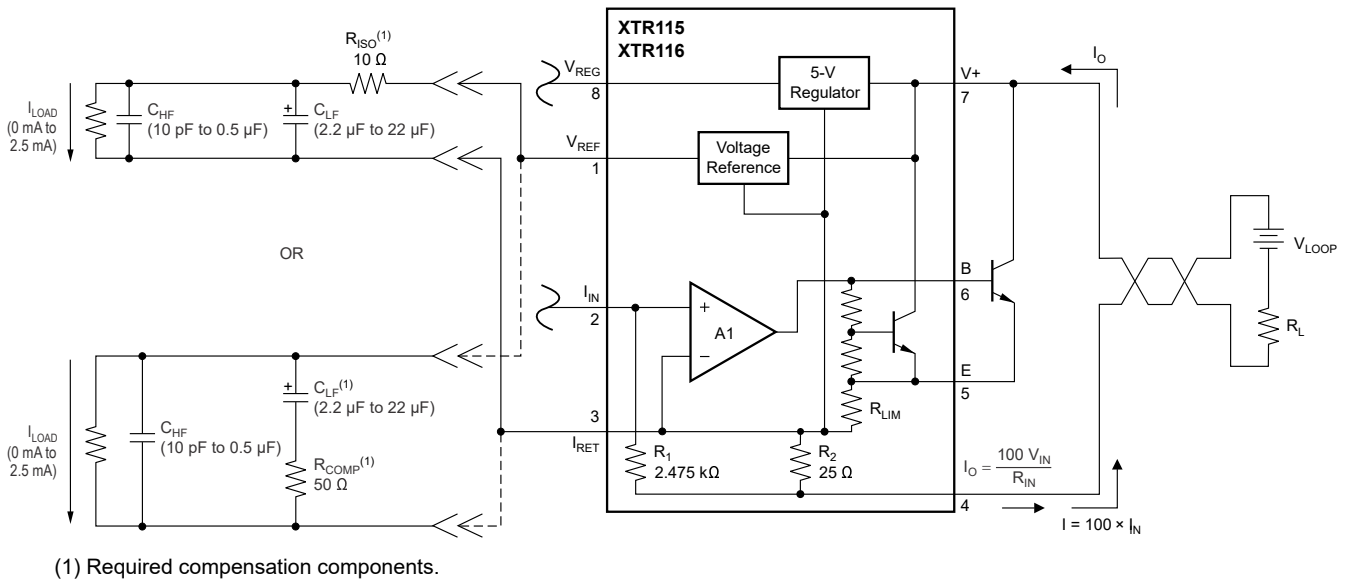 XTR115
XTR116
R_ISO(1)
10 Ω
I_LOAD
(0 mA to
2.5 mA)
C_HF
(10 pF to 0.5 µF)
+
C_LF
(2.2 µF to 22 µF)
V_REG
8
5-V
Regulator
V+
7
I_O
V_REF
1
Voltage
Reference
V_LOOP
OR
B
6
I_IN
2
+
A1
−
R_L
E
5
R_LIM
3
I_RET
I_LOAD
(0 mA to
2.5 mA)
C_HF
(10 pF to 0.5 µF)
+
C_LF(1)
(2.2 µF to 22 µF)
R_COMP(1)
50 Ω
R_1
2.475 kΩ
R_2
25 Ω
I_O = 100 V_IN / R_IN
4
I = 100 × I_IN
(1) Required compensation components.